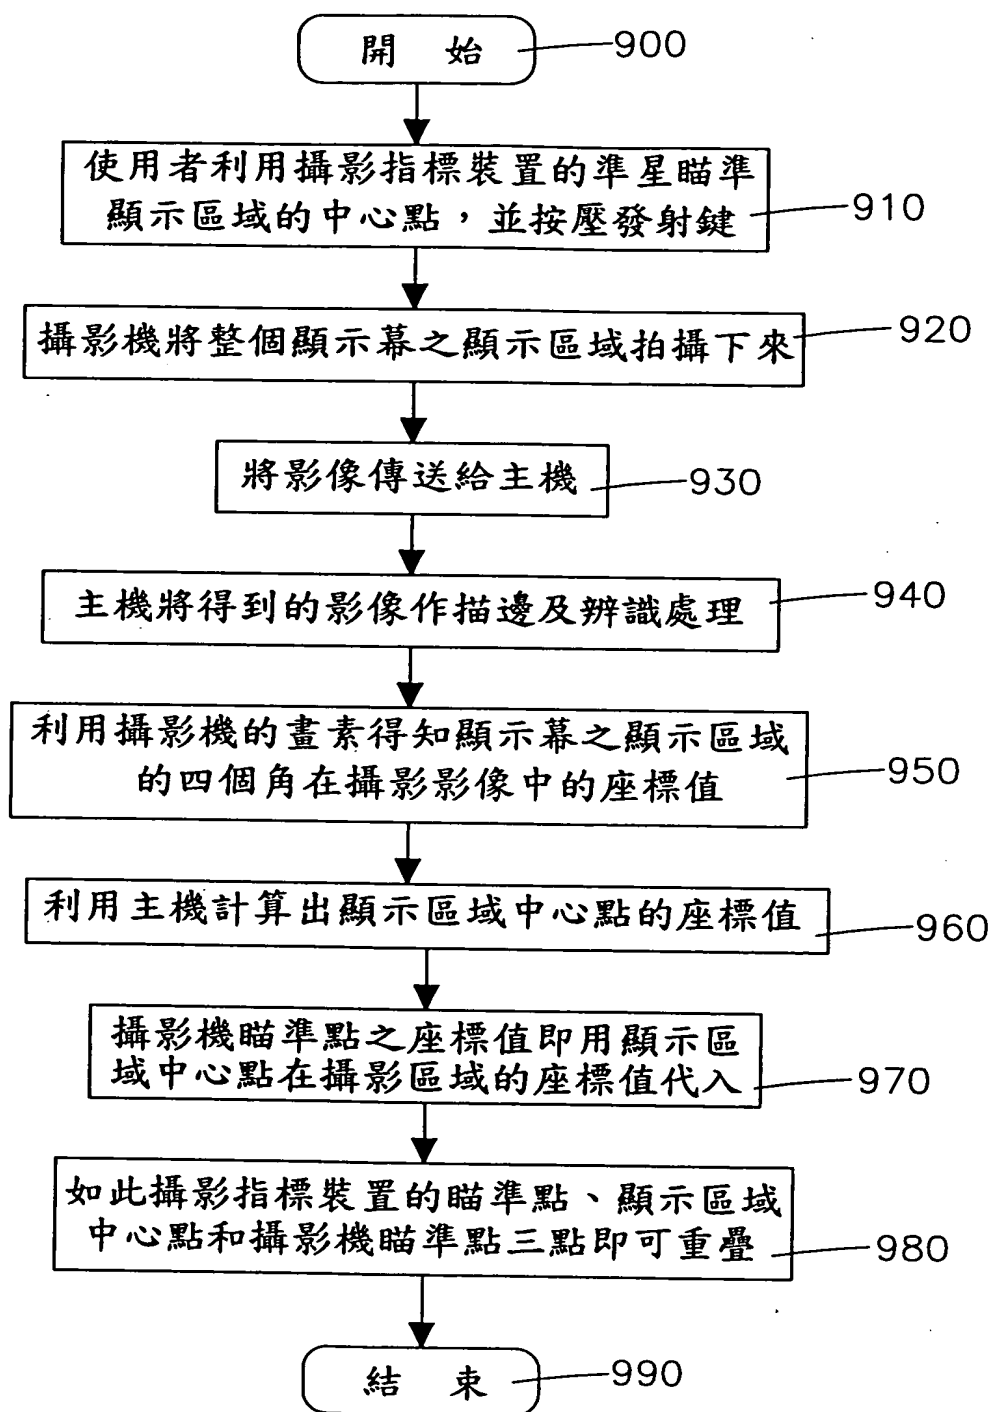 開 始
900
使用者利用攝影指標裝置的準星瞄準
顯示區域的中心點，並按壓發射鍵
910
攝影機將整個顯示幕之顯示區域拍攝下來
920
將影像傳送給主機
930
主機將得到的影像作描邊及辨識處理
940
利用攝影機的畫素得知顯示幕之顯示區域
的四個角在攝影影像中的座標值
950
利用主機計算出顯示區域中心點的座標值
960
攝影機瞄準點之座標值即用顯示區
域中心點在攝影區域的座標值代入
970
如此攝影指標裝置的瞄準點、顯示區域
中心點和攝影機瞄準點三點即可重疊
980
結 束
990